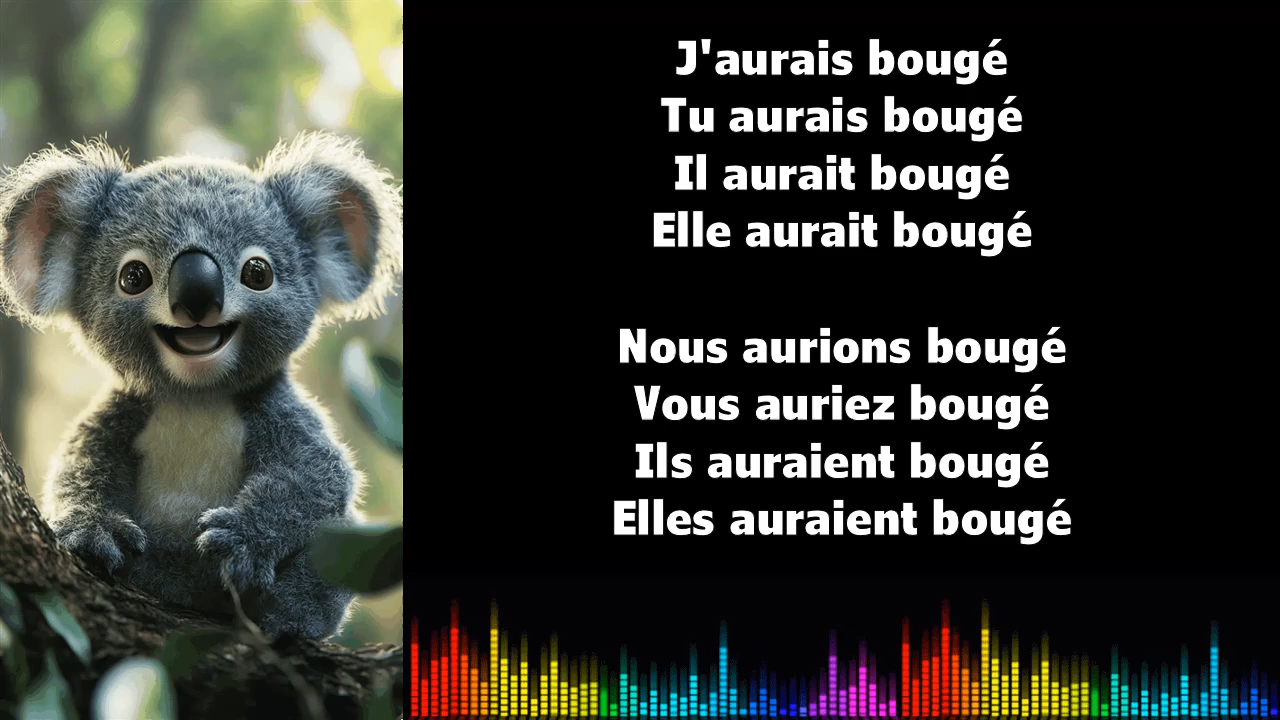 J'aurais bougé
Tu aurais bougé
Il aurait bougé
Elle aurait bougé
Nous aurions bougé
Vous auriez bougé
Ils auraient bougé
Elles auraient bougé